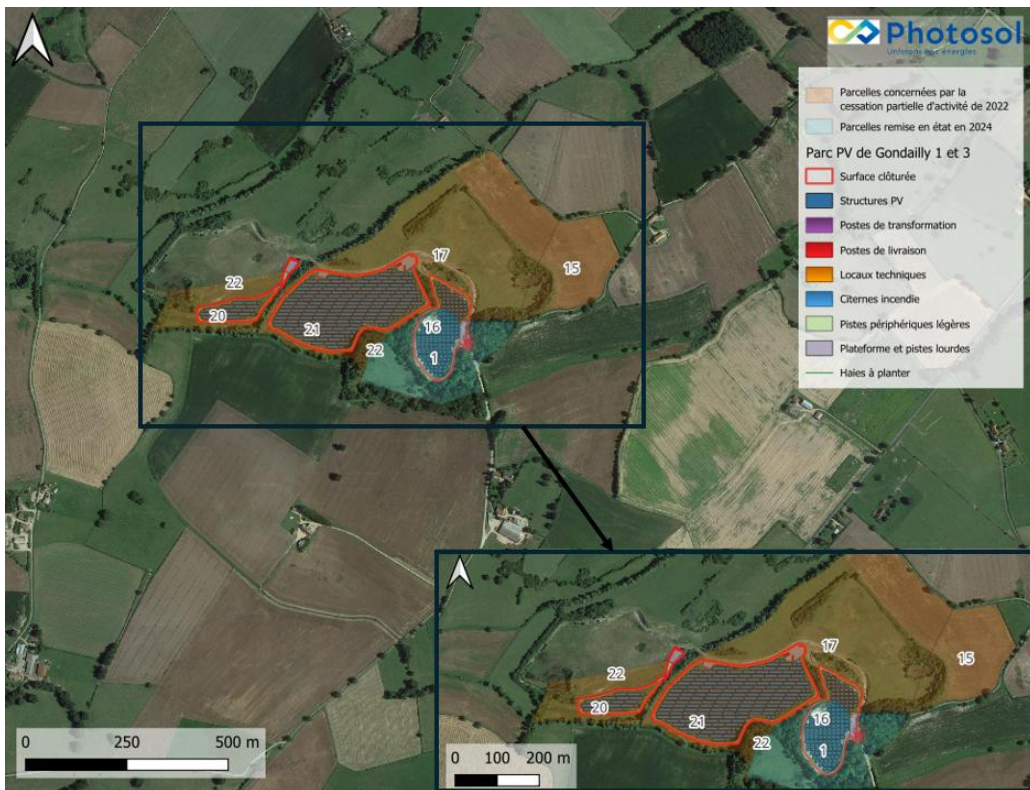 Photosol
Unissons nos énergies
Parcelles concernées par la
cessation partielle d'activité de 2022
Parcelles remise en état en 2024
Parc PV de Gondailly 1 et 3
Surface clôturée
Structures PV
Postes de transformation
Postes de livraison
Locaux techniques
Citernes incendie
Pistes périphériques légères
Plateforme et pistes lourdes
Haies à planter
17
15
22
20
21
16
22
1
0 250 500 m
17
15
22
20
21
16
22
1
0 100 200 m